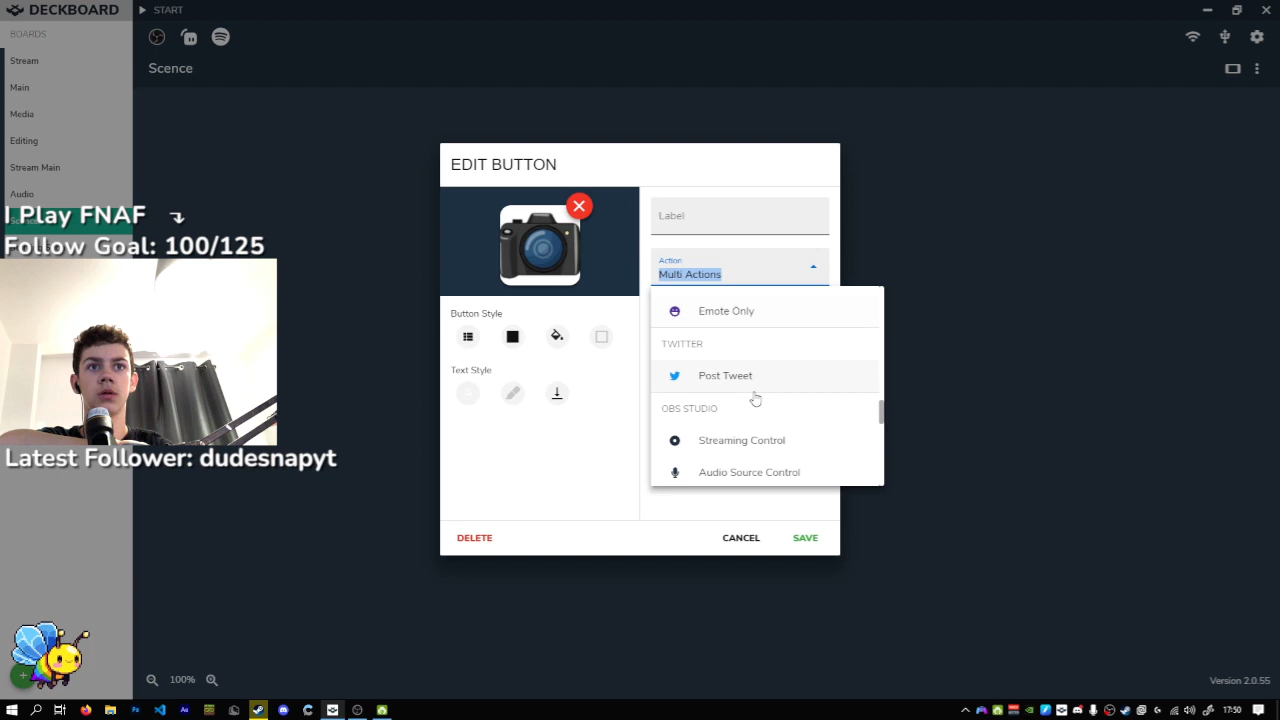 DECKBOARD
START
BOARDS
Stream
Main
Media
Editing
Stream Main
Audio
I Play FNAF
Follow Goal: 100/125
Latest Follower: dudesnapyt
Scence
EDIT BUTTON
Button Style
Text Style
Label
Action
Multi Actions
Emote Only
TWITTER
Post Tweet
OBS STUDIO
Streaming Control
Audio Source Control
DELETE
CANCEL
SAVE
100%
Version 2.0.55
17:50